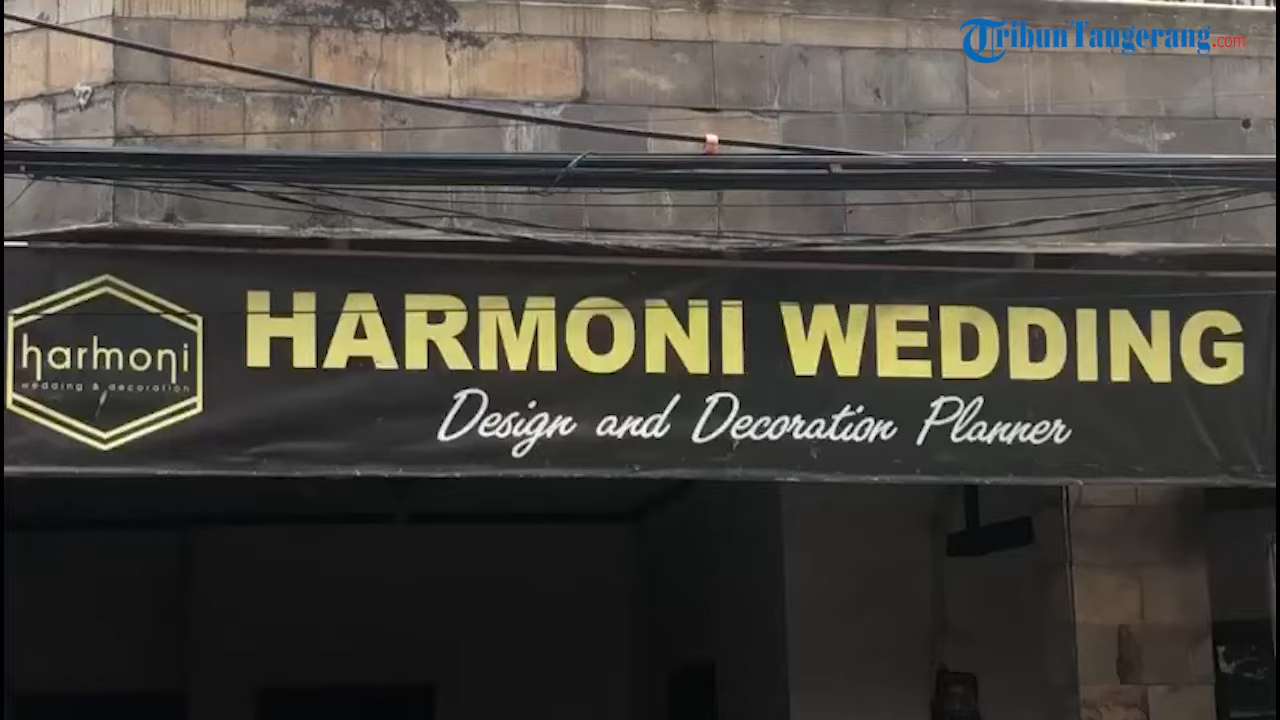 TribunTangerang.com
HARMONI WEDDING
Design and Decoration Planner
harmoni
wedding & decoration